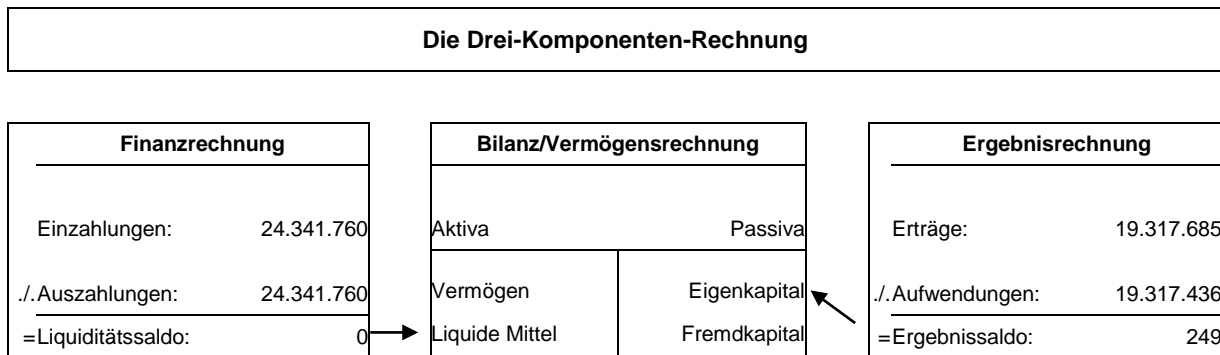 Die Drei-Komponenten-Rechnung
Finanzrechnung
Einzahlungen: 24.341.760
./. Auszahlungen: 24.341.760
= Liquiditätssaldo: 0
Bilanz/Vermögensrechnung
Aktiva Passiva
Vermögen Eigenkapital
Liquide Mittel Fremdkapital
Ergebnisrechnung
Erträge: 19.317.685
./. Aufwendungen: 19.317.436
= Ergebnissaldo: 249